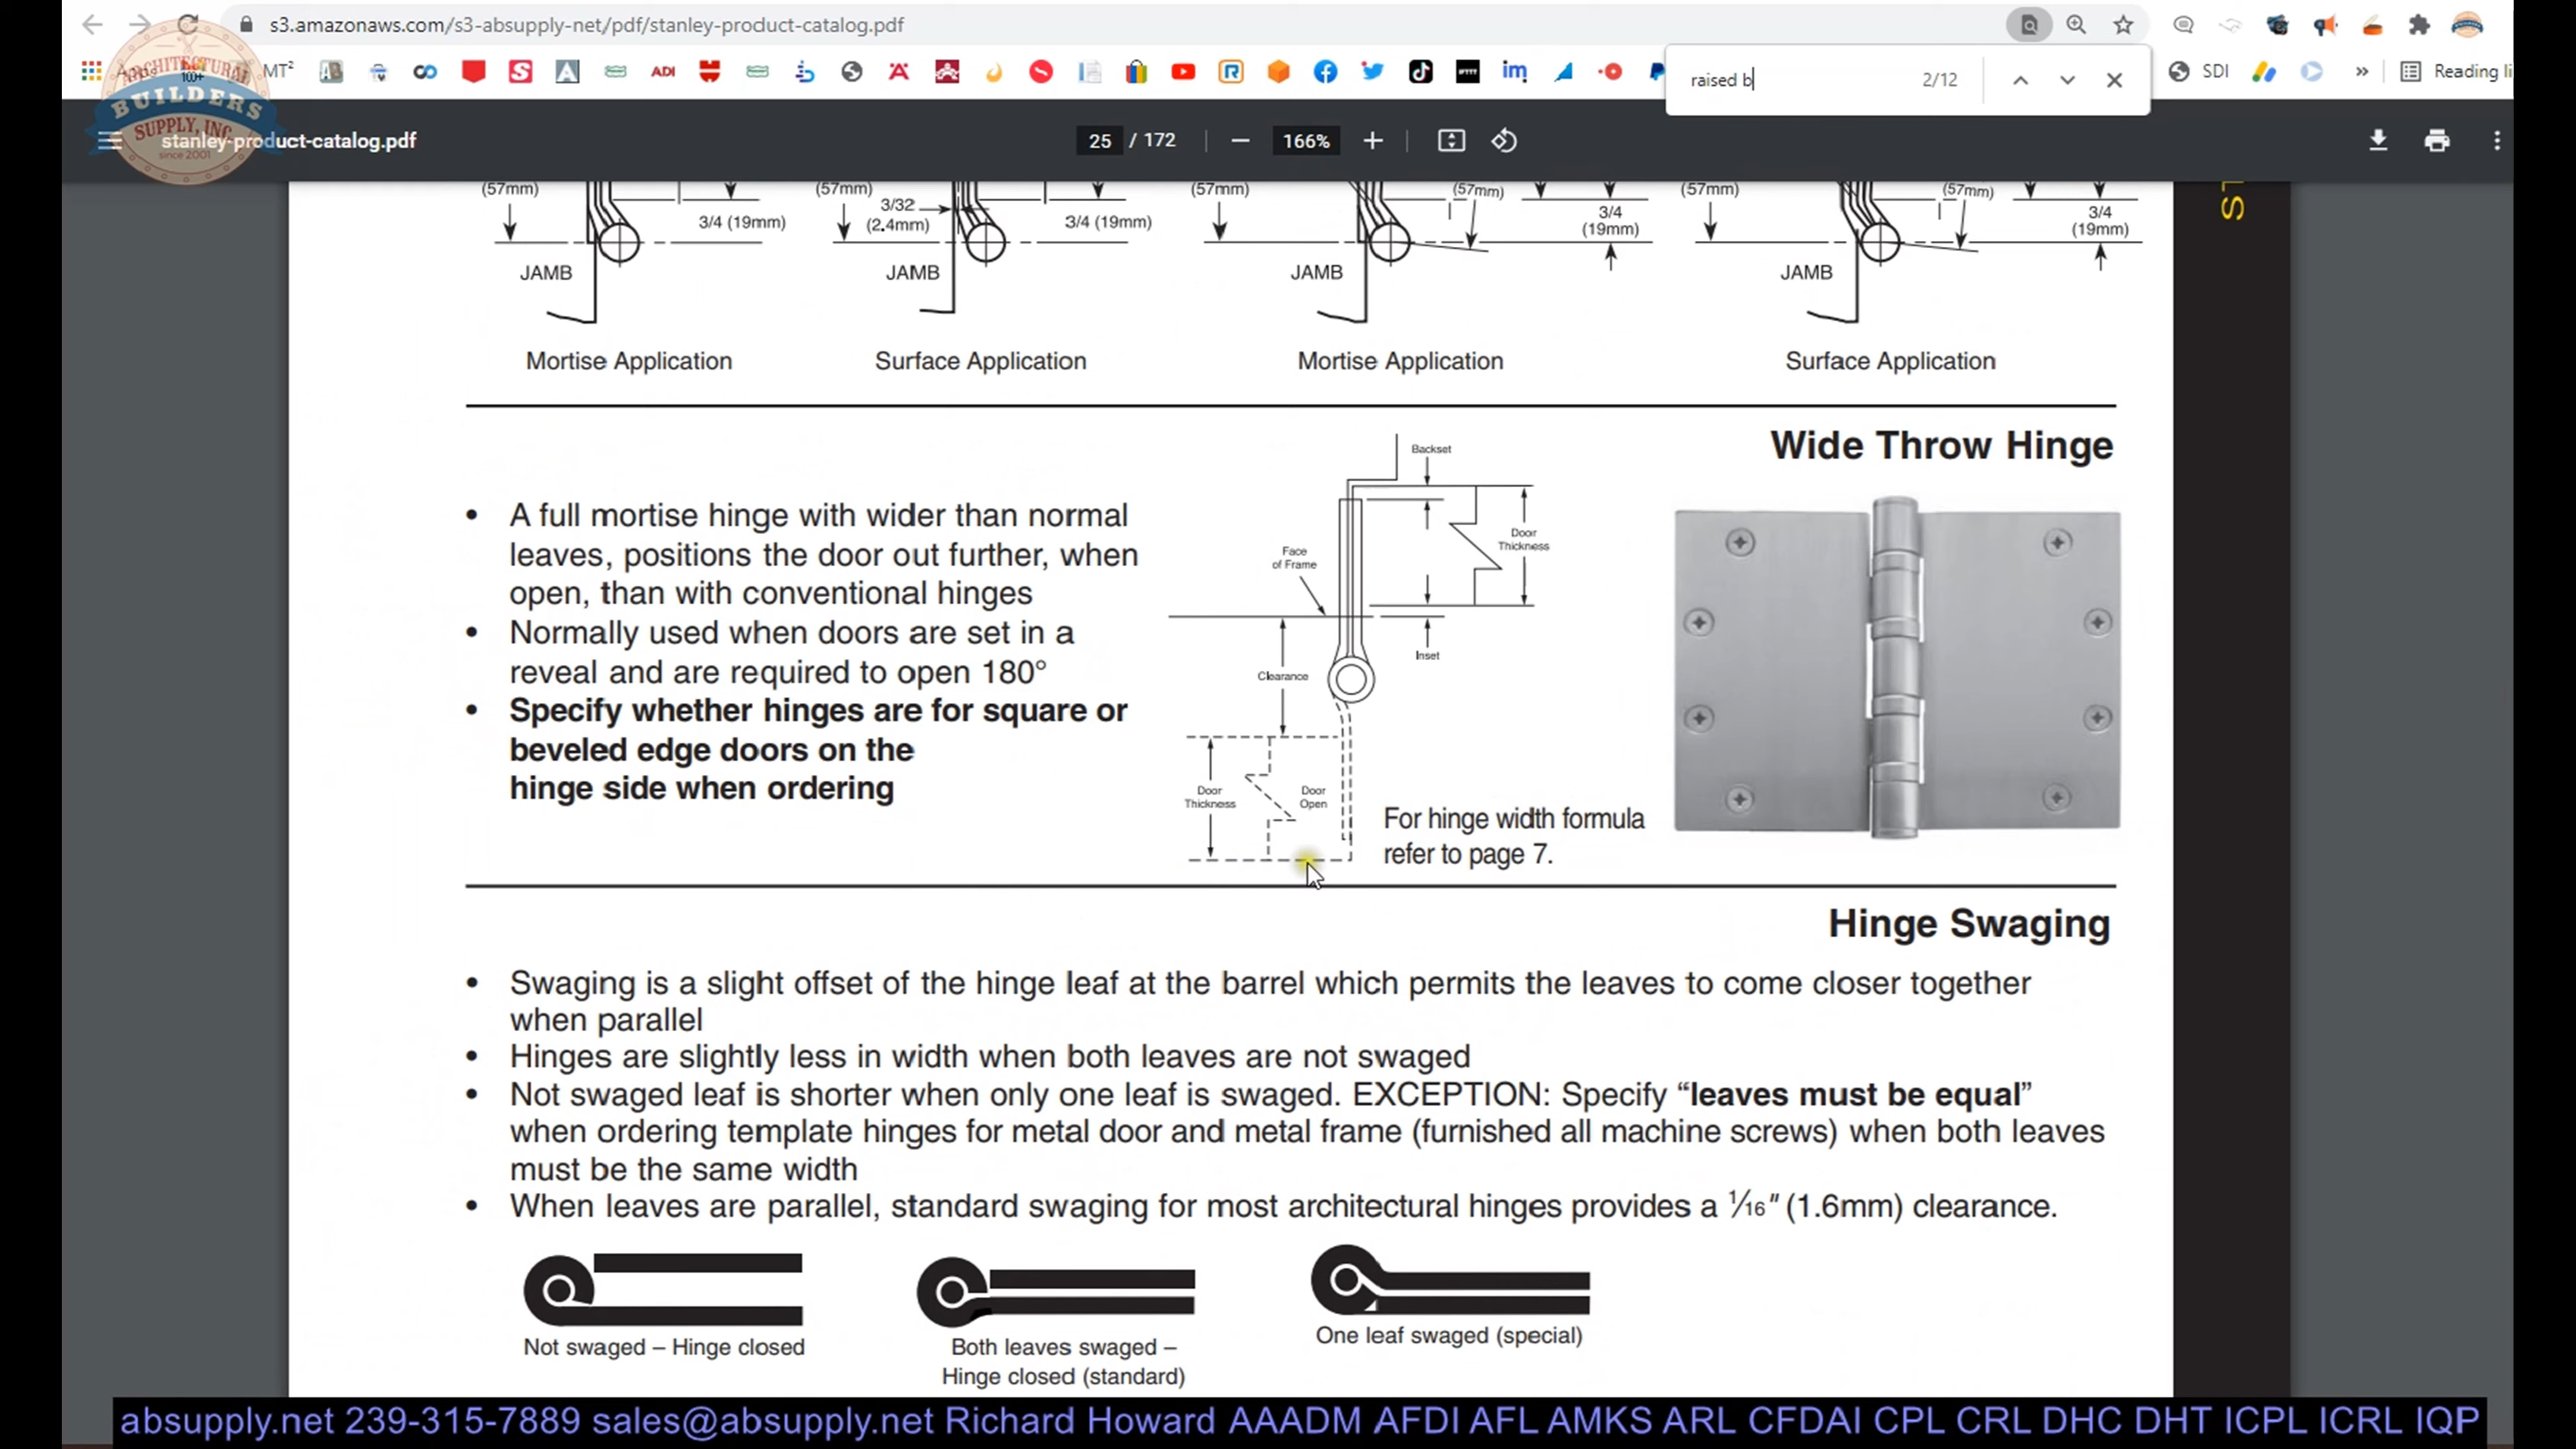 s3.amazonaws.com/s3-absupply-net/pdf/stanley-product-catalog.pdf
MT²
ADI
im
SDI
»
Reading li
raised b
2/12
ARCHITECTURAL
BUILDERS
SUPPLY, INC
since 2001
stanley-product-catalog.pdf
25 / 172
166%
(57mm)
3/4 (19mm)
JAMB
Mortise Application
(57mm)
3/32
(2.4mm)
3/4 (19mm)
JAMB
Surface Application
(57mm)
(57mm)
3/4
(19mm)
JAMB
Mortise Application
(57mm)
(57mm)
3/4
(19mm)
JAMB
Surface Application
Wide Throw Hinge
• A full mortise hinge with wider than normal
leaves, positions the door out further, when
open, than with conventional hinges
• Normally used when doors are set in a
reveal and are required to open 180°
• Specify whether hinges are for square or
beveled edge doors on the
hinge side when ordering
Backset
Door
Thickness
Face
of Frame
Inset
Clearance
Door
Thickness
Door
Open
For hinge width formula
refer to page 7.
Hinge Swaging
• Swaging is a slight offset of the hinge leaf at the barrel which permits the leaves to come closer together
when parallel
• Hinges are slightly less in width when both leaves are not swaged
• Not swaged leaf is shorter when only one leaf is swaged. EXCEPTION: Specify “leaves must be equal”
when ordering template hinges for metal door and metal frame (furnished all machine screws) when both leaves
must be the same width
• When leaves are parallel, standard swaging for most architectural hinges provides a 1⁄16" (1.6mm) clearance.
Not swaged – Hinge closed
Both leaves swaged –
Hinge closed (standard)
One leaf swaged (special)
absupply.net 239-315-7889 sales@absupply.net Richard Howard AAADM AFDI AFL AMKS ARL CFDAI CPL CRL DHC DHT ICPL ICRL IQP